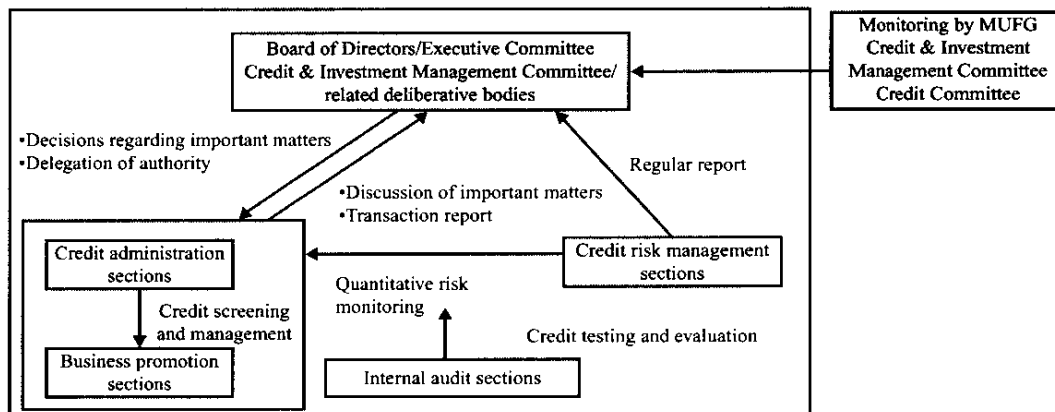 Board of Directors/Executive Committee
Credit & Investment Management Committee/
related deliberative bodies
Monitoring by MUFG
Credit & Investment
Management Committee
Credit Committee
•Decisions regarding important matters
•Delegation of authority
Regular report
•Discussion of important matters
•Transaction report
Credit administration
sections
Credit risk management
sections
Quantitative risk
monitoring
Credit screening
and management
Credit testing and evaluation
Business promotion
sections
Internal audit sections